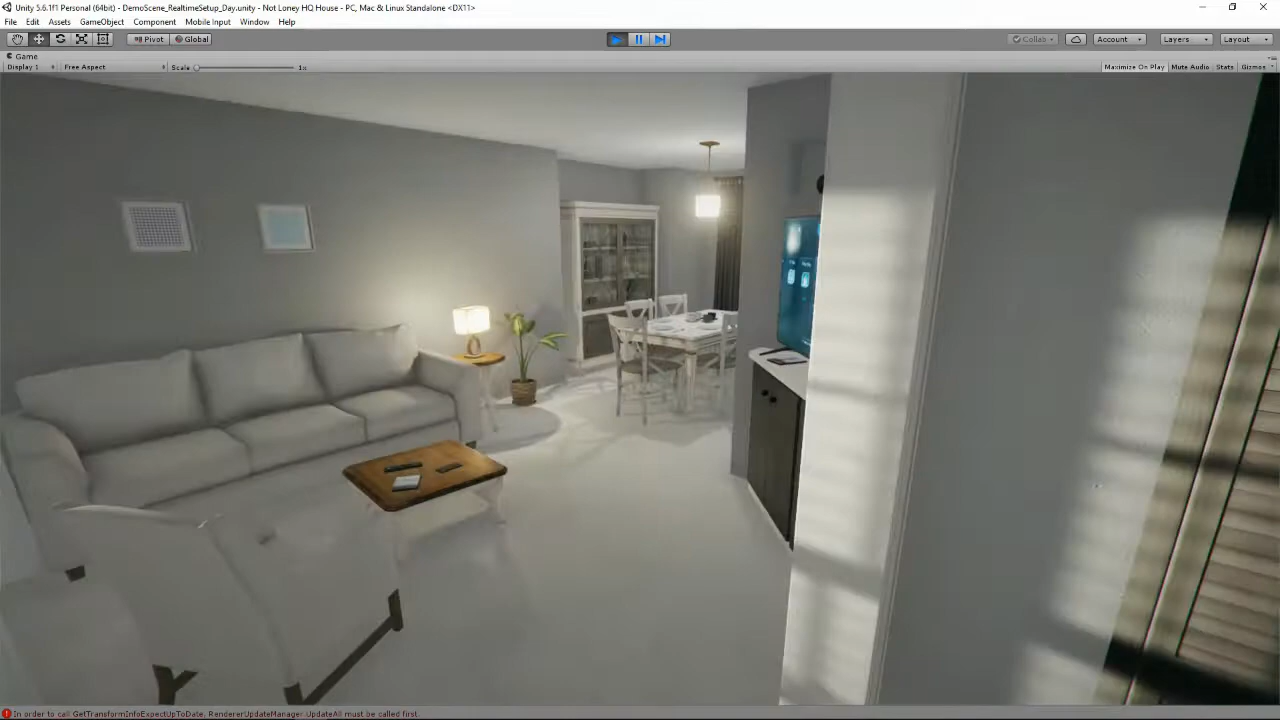 Unity 5.6.1f1 Personal (64bit) - DemoScene_RealtimeSetup_Day.unity - Not Loney HQ House - PC, Mac & Linux Standalone <DX11>
File Edit Assets GameObject Component Mobile Input Window Help
Pivot Global Collab Account Layers Layout
Game
Display 1 Free Aspect Scale 1x Maximize On Play Mute Audio Stats Gizmos
In order to call GetTransformInfoExpectUpToDate, RendererUpdateManager.UpdateAll must be called first.